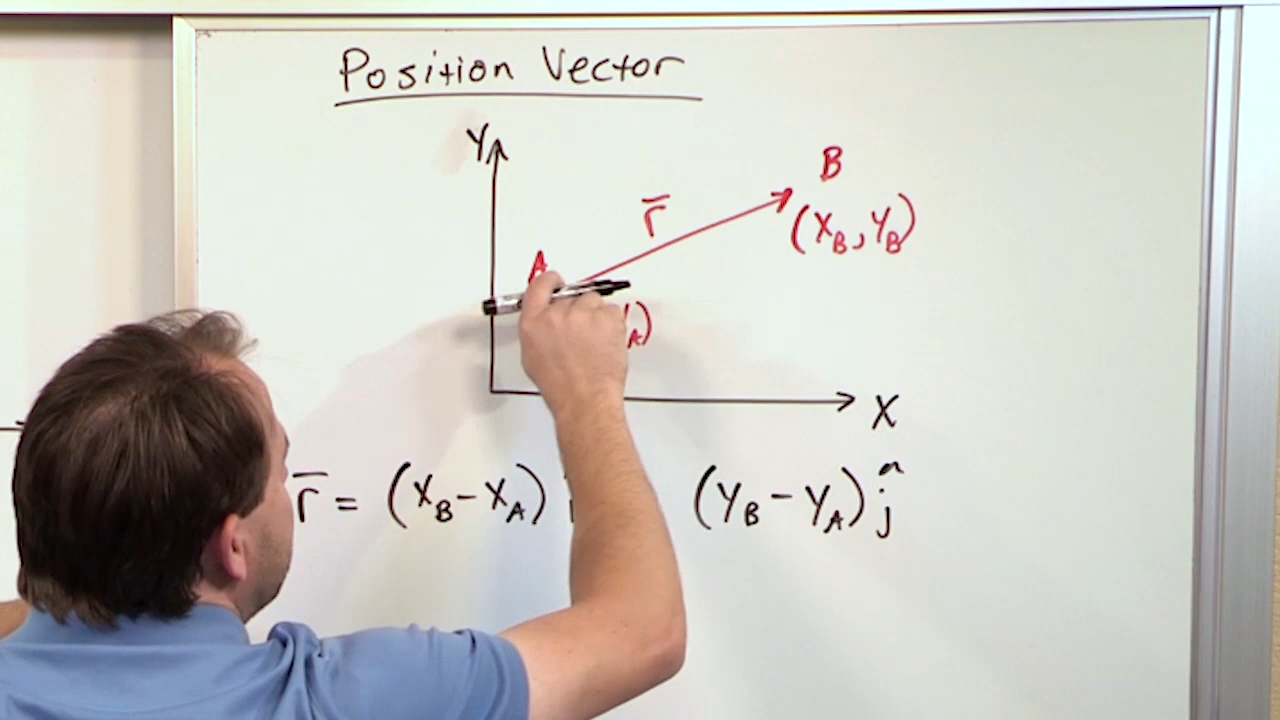 Position Vector
Y
B
r̅
(X_B, Y_B)
A
A)
X
r̅ = (X_B - X_A) (Y_B - Y_A) ĵ